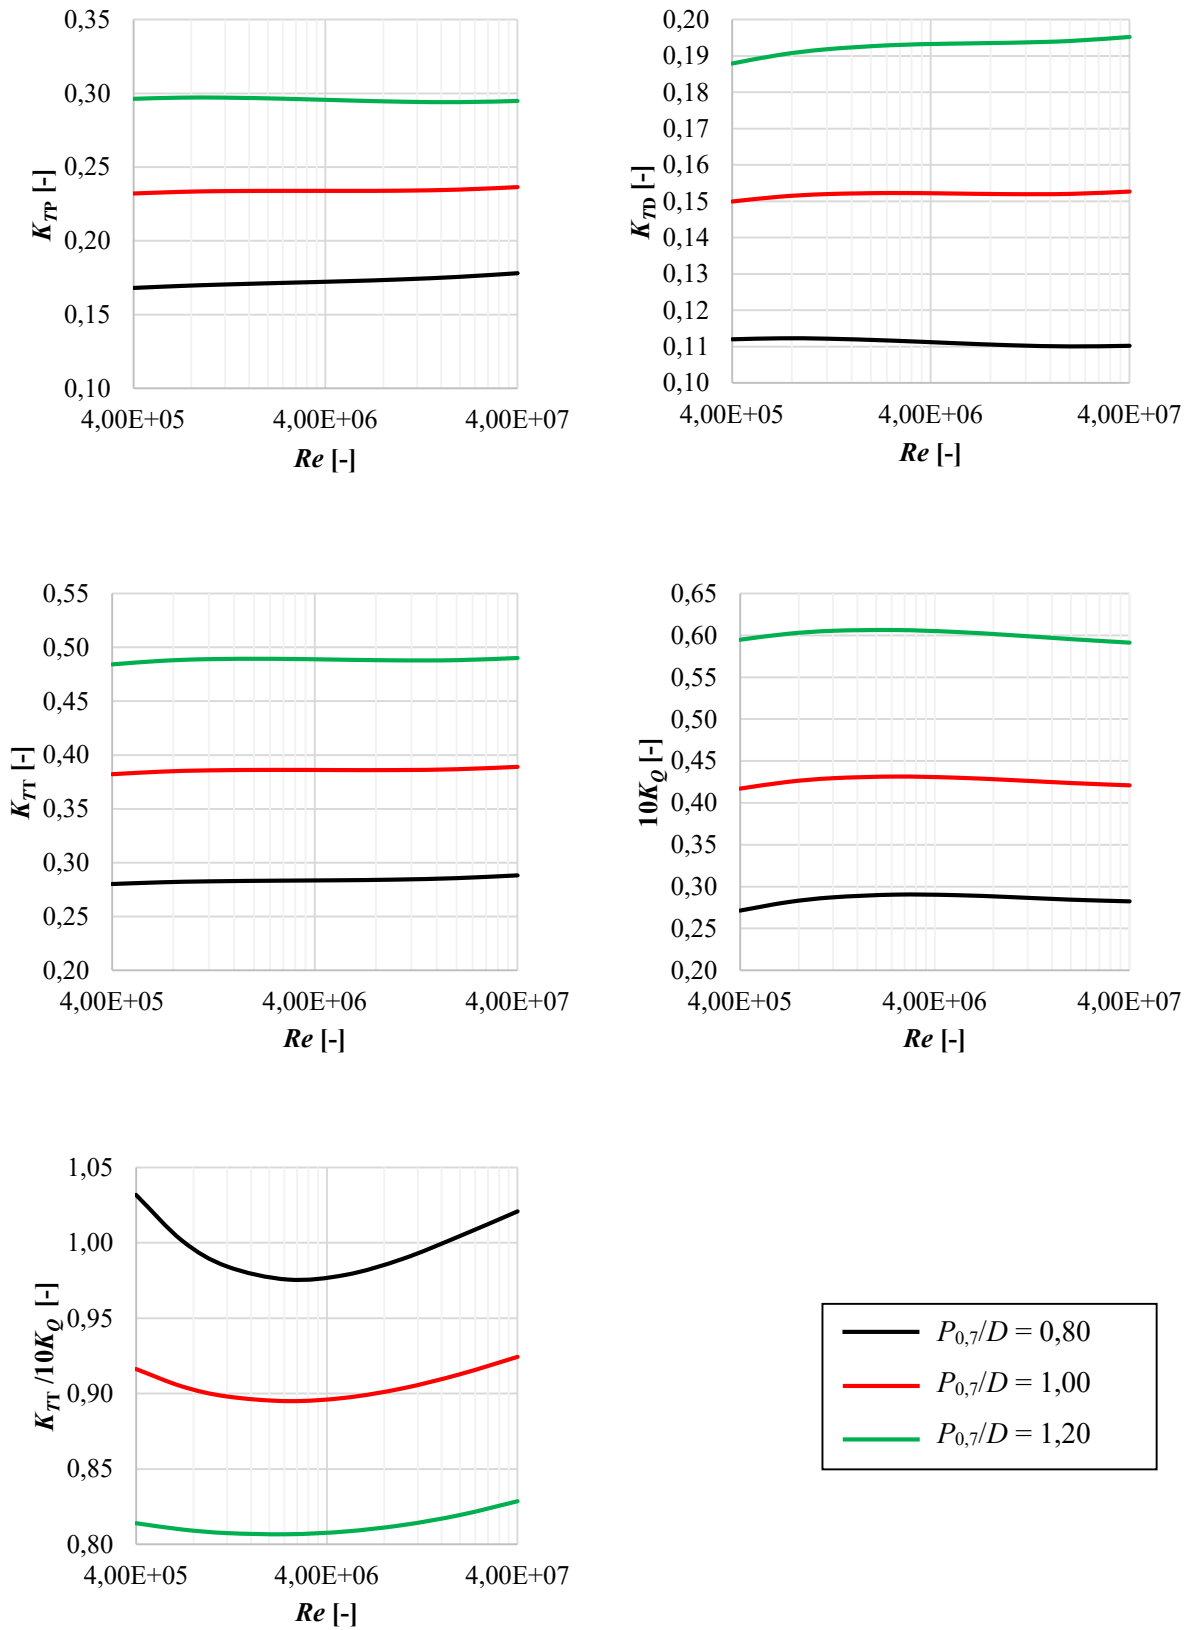 0,35
0,30
0,25
0,20
0,15
0,10
K_TP [-]
4,00E+05 4,00E+06 4,00E+07
Re [-]
0,20
0,19
0,18
0,17
0,16
0,15
0,14
0,13
0,12
0,11
0,10
K_TD [-]
4,00E+05 4,00E+06 4,00E+07
Re [-]
0,55
0,50
0,45
0,40
0,35
0,30
0,25
0,20
K_TT [-]
4,00E+05 4,00E+06 4,00E+07
Re [-]
0,65
0,60
0,55
0,50
0,45
0,40
0,35
0,30
0,25
0,20
10K_Q [-]
4,00E+05 4,00E+06 4,00E+07
Re [-]
1,05
1,00
0,95
0,90
0,85
0,80
K_TT /10K_Q [-]
4,00E+05 4,00E+06 4,00E+07
Re [-]
P_0,7/D = 0,80
P_0,7/D = 1,00
P_0,7/D = 1,20